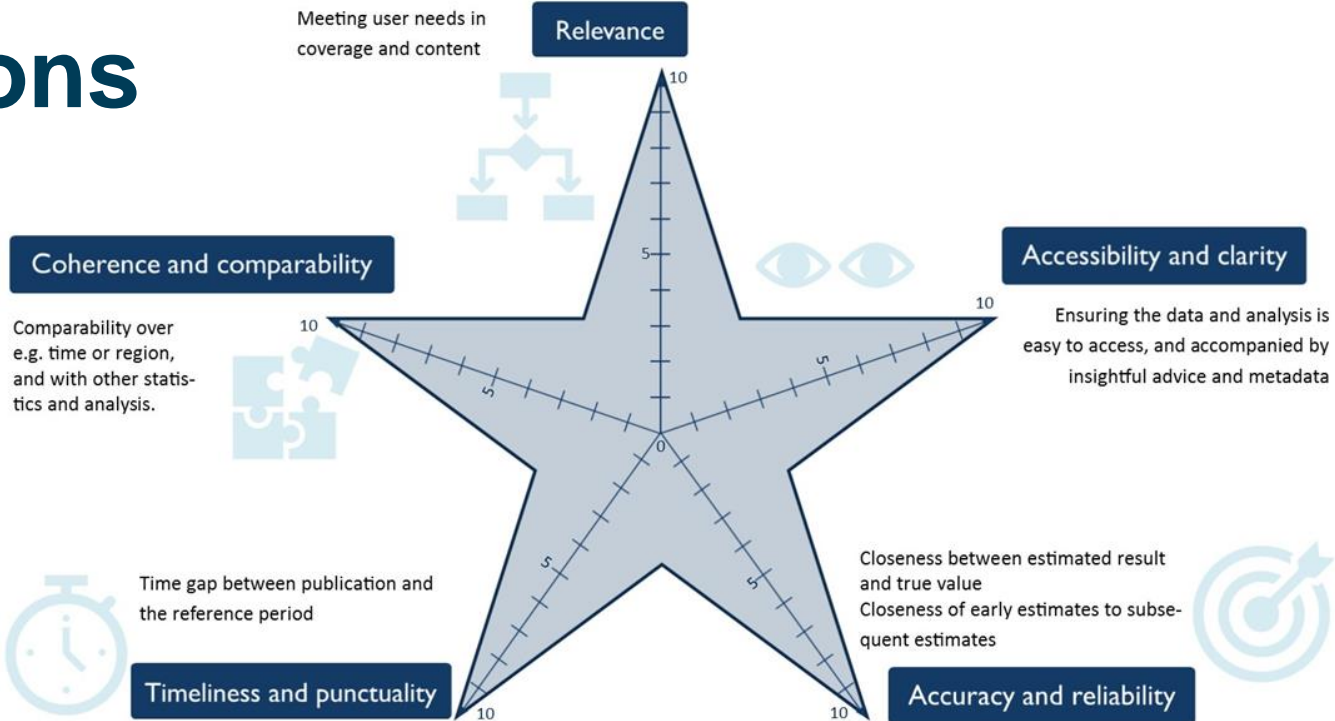 ons
Meeting user needs in
coverage and content
Relevance
10
5
Coherence and comparability
Comparability over
e.g. time or region,
and with other statis-
tics and analysis.
10
5
Accessibility and clarity
10
5
Ensuring the data and analysis is
easy to access, and accompanied by
insightful advice and metadata
0
Time gap between publication and
the reference period
5
Timeliness and punctuality
10
Closeness between estimated result
and true value
Closeness of early estimates to subse-
quent estimates
5
10
Accuracy and reliability